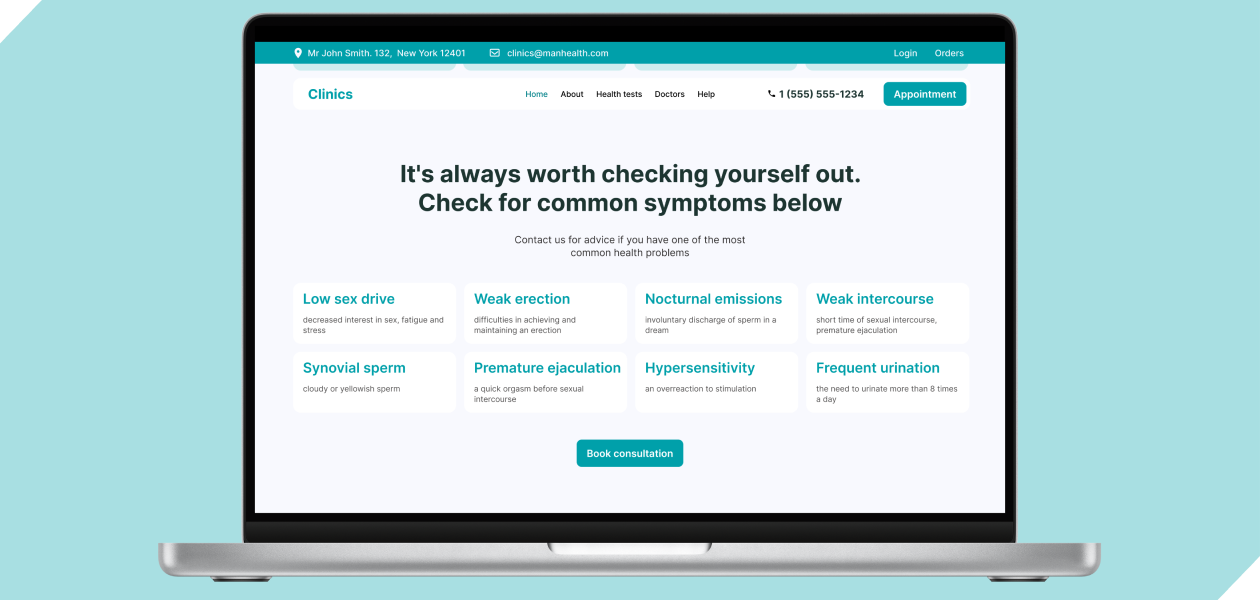 Mr John Smith. 132, New York 12401
clinics@manhealth.com
Login
Orders
Clinics
Home
About
Health tests
Doctors
Help
1 (555) 555-1234
Appointment
It's always worth checking yourself out.
Check for common symptoms below
Contact us for advice if you have one of the most
common health problems
Low sex drive
decreased interest in sex, fatigue and
stress
Weak erection
difficulties in achieving and
maintaining an erection
Nocturnal emissions
involuntary discharge of sperm in a
dream
Weak intercourse
short time of sexual intercourse,
premature ejaculation
Synovial sperm
cloudy or yellowish sperm
Premature ejaculation
a quick orgasm before sexual
intercourse
Hypersensitivity
an overreaction to stimulation
Frequent urination
the need to urinate more than 8 times
a day
Book consultation